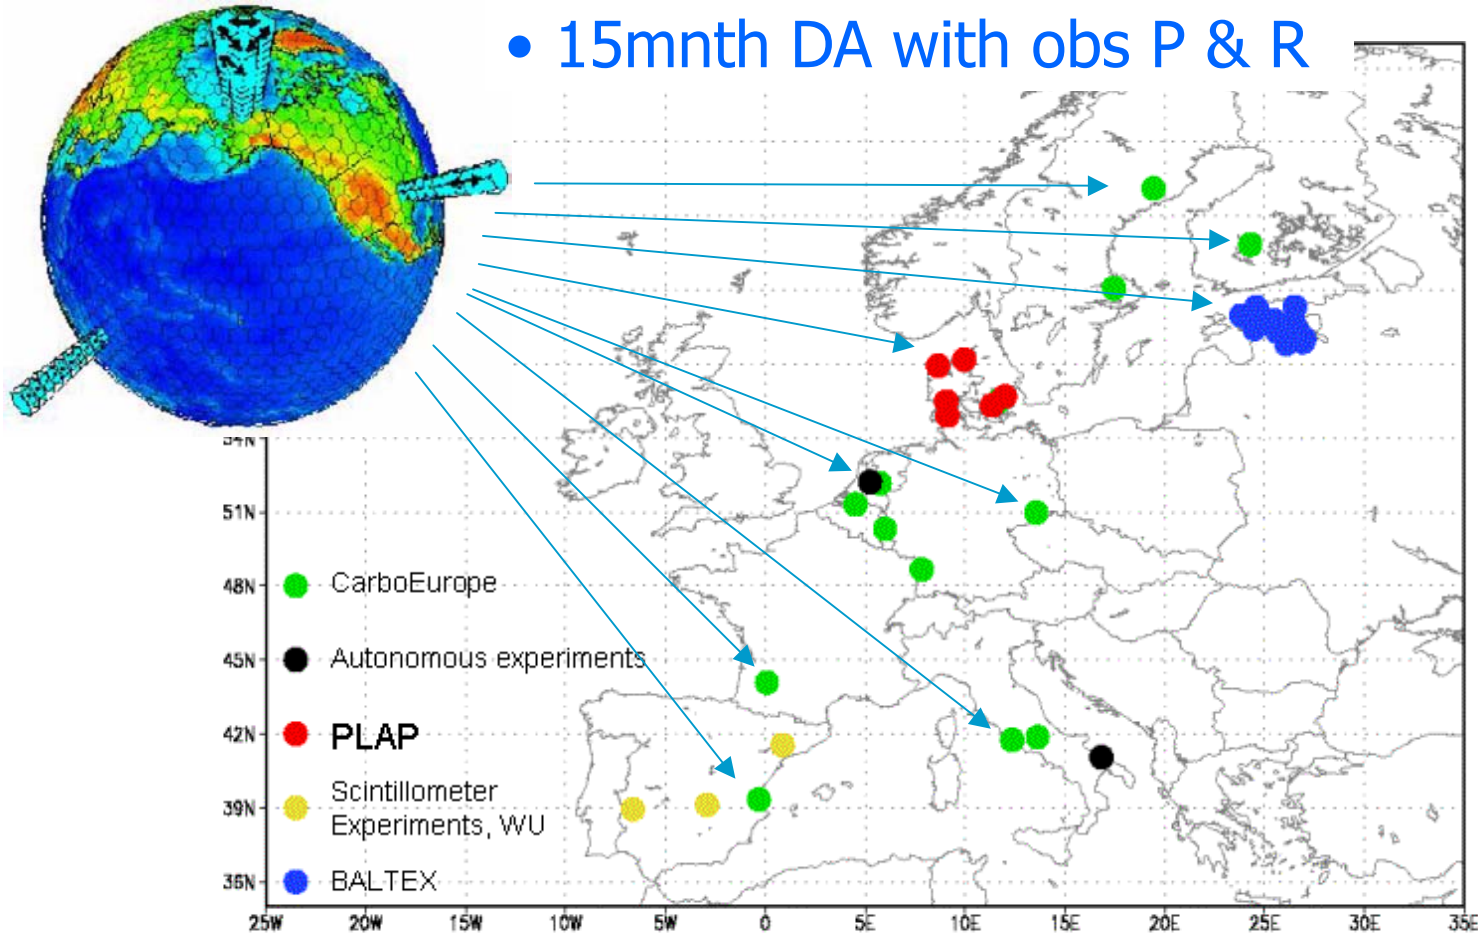 • 15mnth DA with obs P & R
54N
51N
48N
45N
42N
39N
36N
CarboEurope
Autonomous experiments
PLAP
Scintillometer
Experiments, WU
BALTEX
25W 20W 15W 10W 5W 0 5E 10E 15E 20E 25E 30E 35E